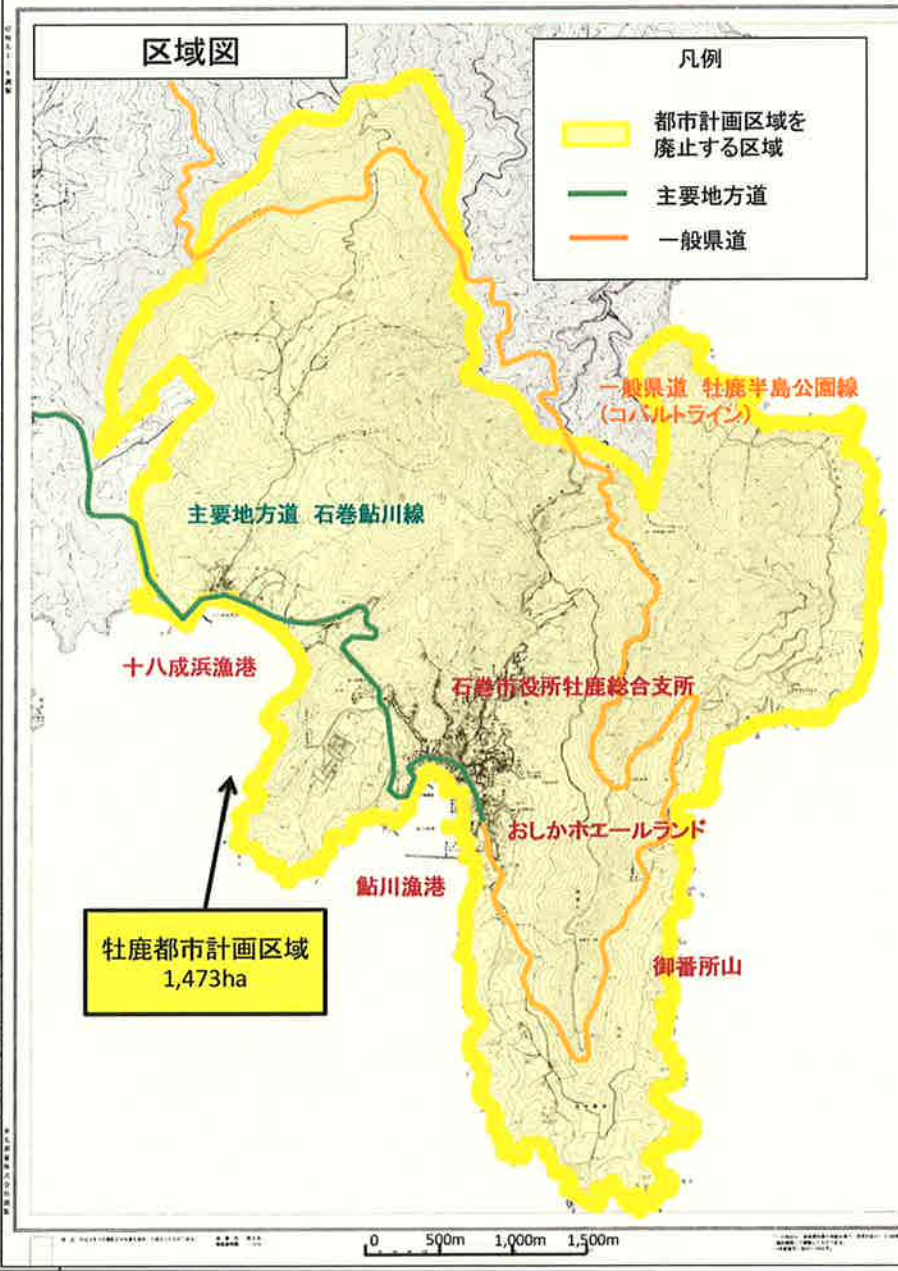 区域図
凡例
都市計画区域を
廃止する区域
主要地方道
一般県道
一般県道 牡鹿半島公園線
(コバルトライン)
主要地方道 石巻鮎川線
十八成浜漁港
石巻市役所牡鹿総合支所
おしかホエールランド
鮎川漁港
御番所山
牡鹿都市計画区域
1,473ha
0 500m 1,000m 1,500m